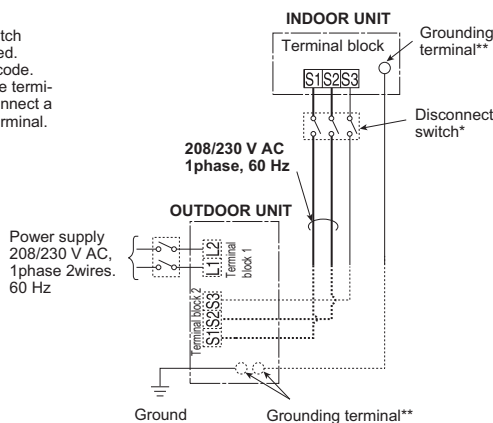 tch
ed.
code.
e termi-
nnect a
rminal.
INDOOR UNIT
Terminal block
Grounding
terminal**
S1 S2 S3
Disconnect
switch*
208/230 V AC
1phase, 60 Hz
OUTDOOR UNIT
Power supply
208/230 V AC,
1phase 2wires.
60 Hz
L1 L2
Terminal
block 1
Terminal block 2
S1 S2 S3
Ground
Grounding terminal**